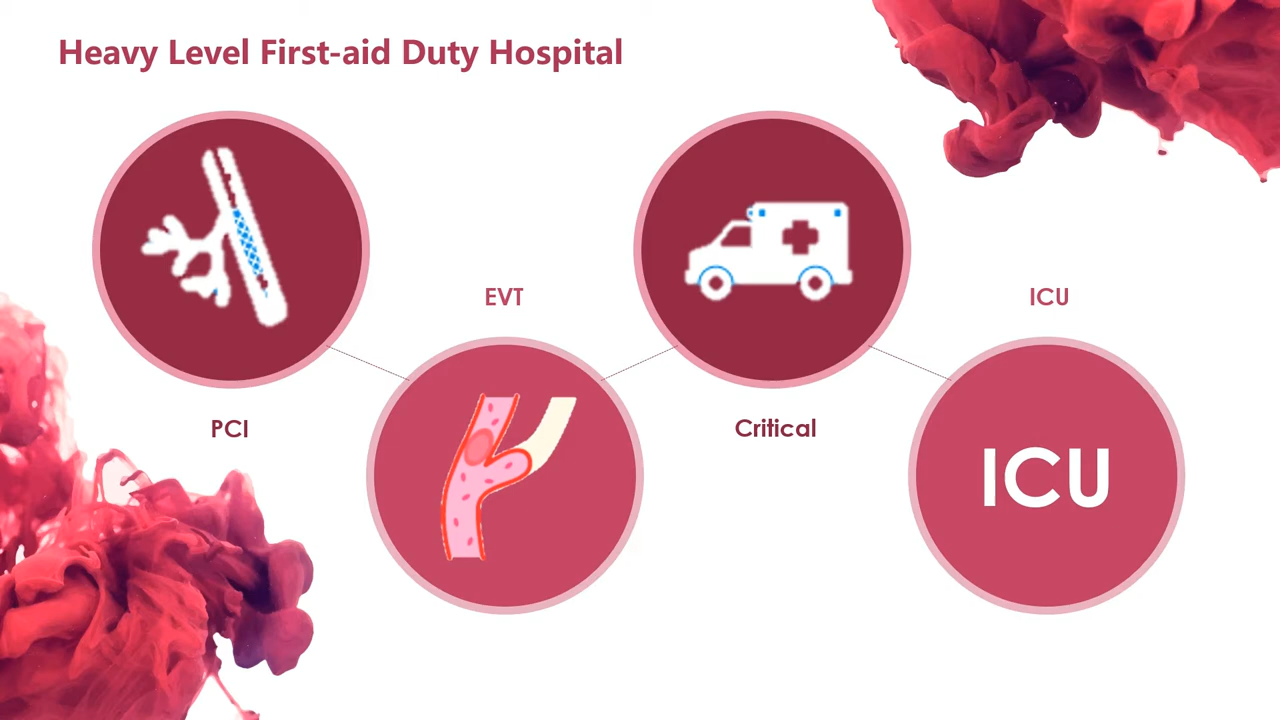 Heavy Level First-aid Duty Hospital
PCI
EVT
Critical
ICU
ICU